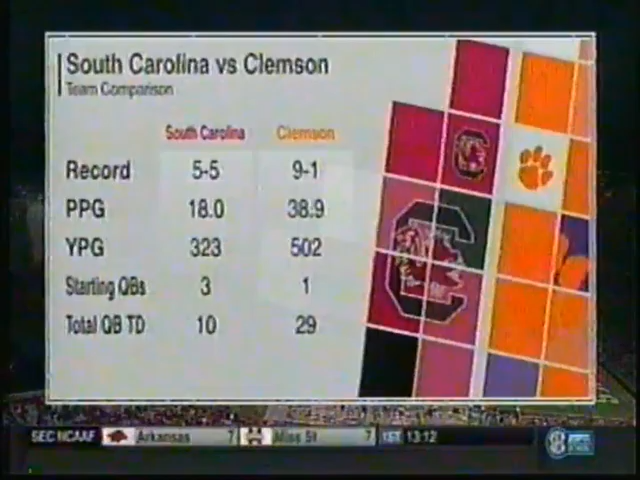 South Carolina vs Clemson
Team Comparison
South Carolina Clemson
Record 5-5 9-1
PPG 18.0 38.9
YPG 323 502
Starting QBs 3 1
Total QB TD 10 29
SEC NCAAF Arkansas 7 Miss St 7 1ST 13:12